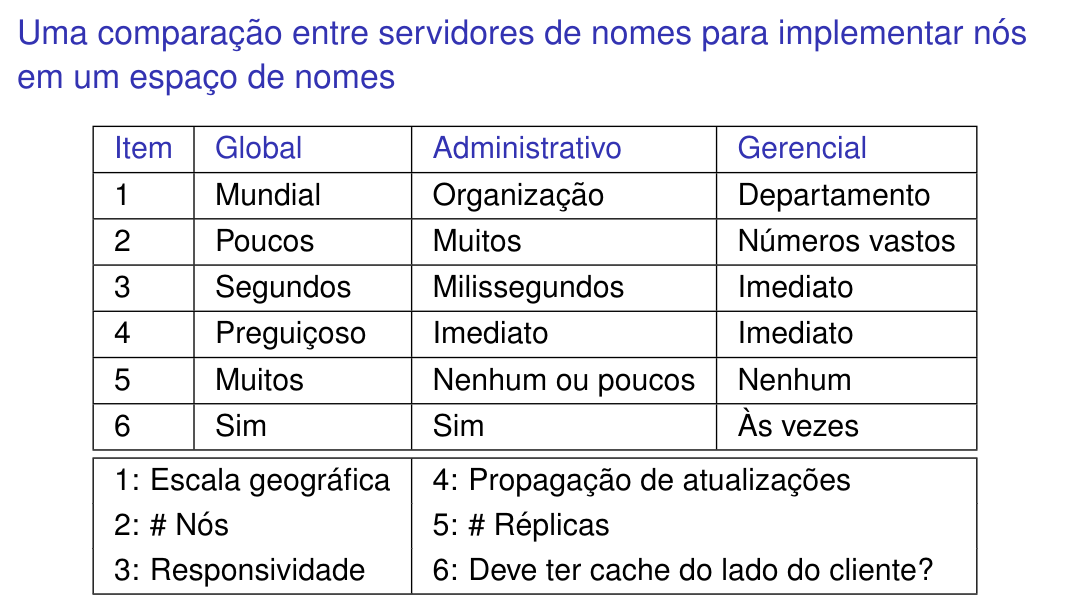 Uma comparação entre servidores de nomes para implementar nós
em um espaço de nomes
Item Global Administrativo Gerencial
1 Mundial Organização Departamento
2 Poucos Muitos Números vastos
3 Segundos Milissegundos Imediato
4 Preguiçoso Imediato Imediato
5 Muitos Nenhum ou poucos Nenhum
6 Sim Sim Às vezes
1: Escala geográfica 4: Propagação de atualizações
2: # Nós 5: # Réplicas
3: Responsividade 6: Deve ter cache do lado do cliente?